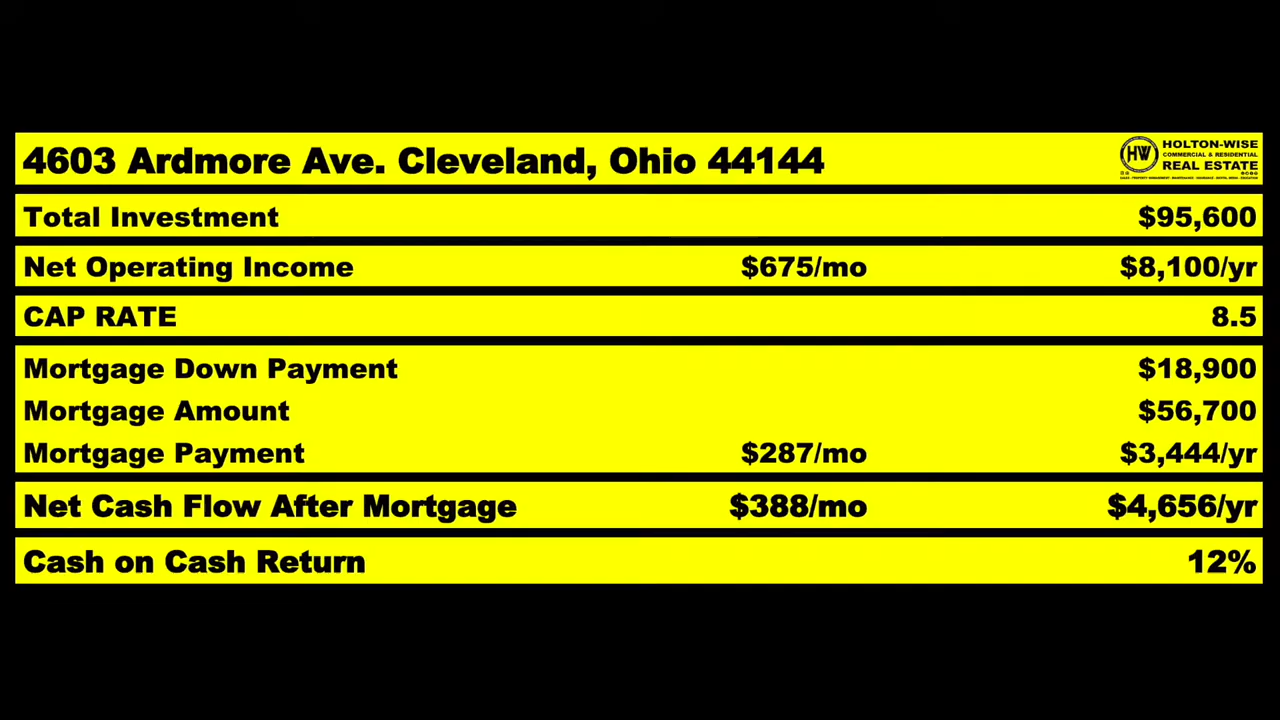 4603 Ardmore Ave. Cleveland, Ohio 44144
HW
HOLTON-WISE
COMMERCIAL & RESIDENTIAL
REAL ESTATE
Total Investment $95,600
Net Operating Income $675/mo $8,100/yr
CAP RATE 8.5
Mortgage Down Payment $18,900
Mortgage Amount $56,700
Mortgage Payment $287/mo $3,444/yr
Net Cash Flow After Mortgage $388/mo $4,656/yr
Cash on Cash Return 12%